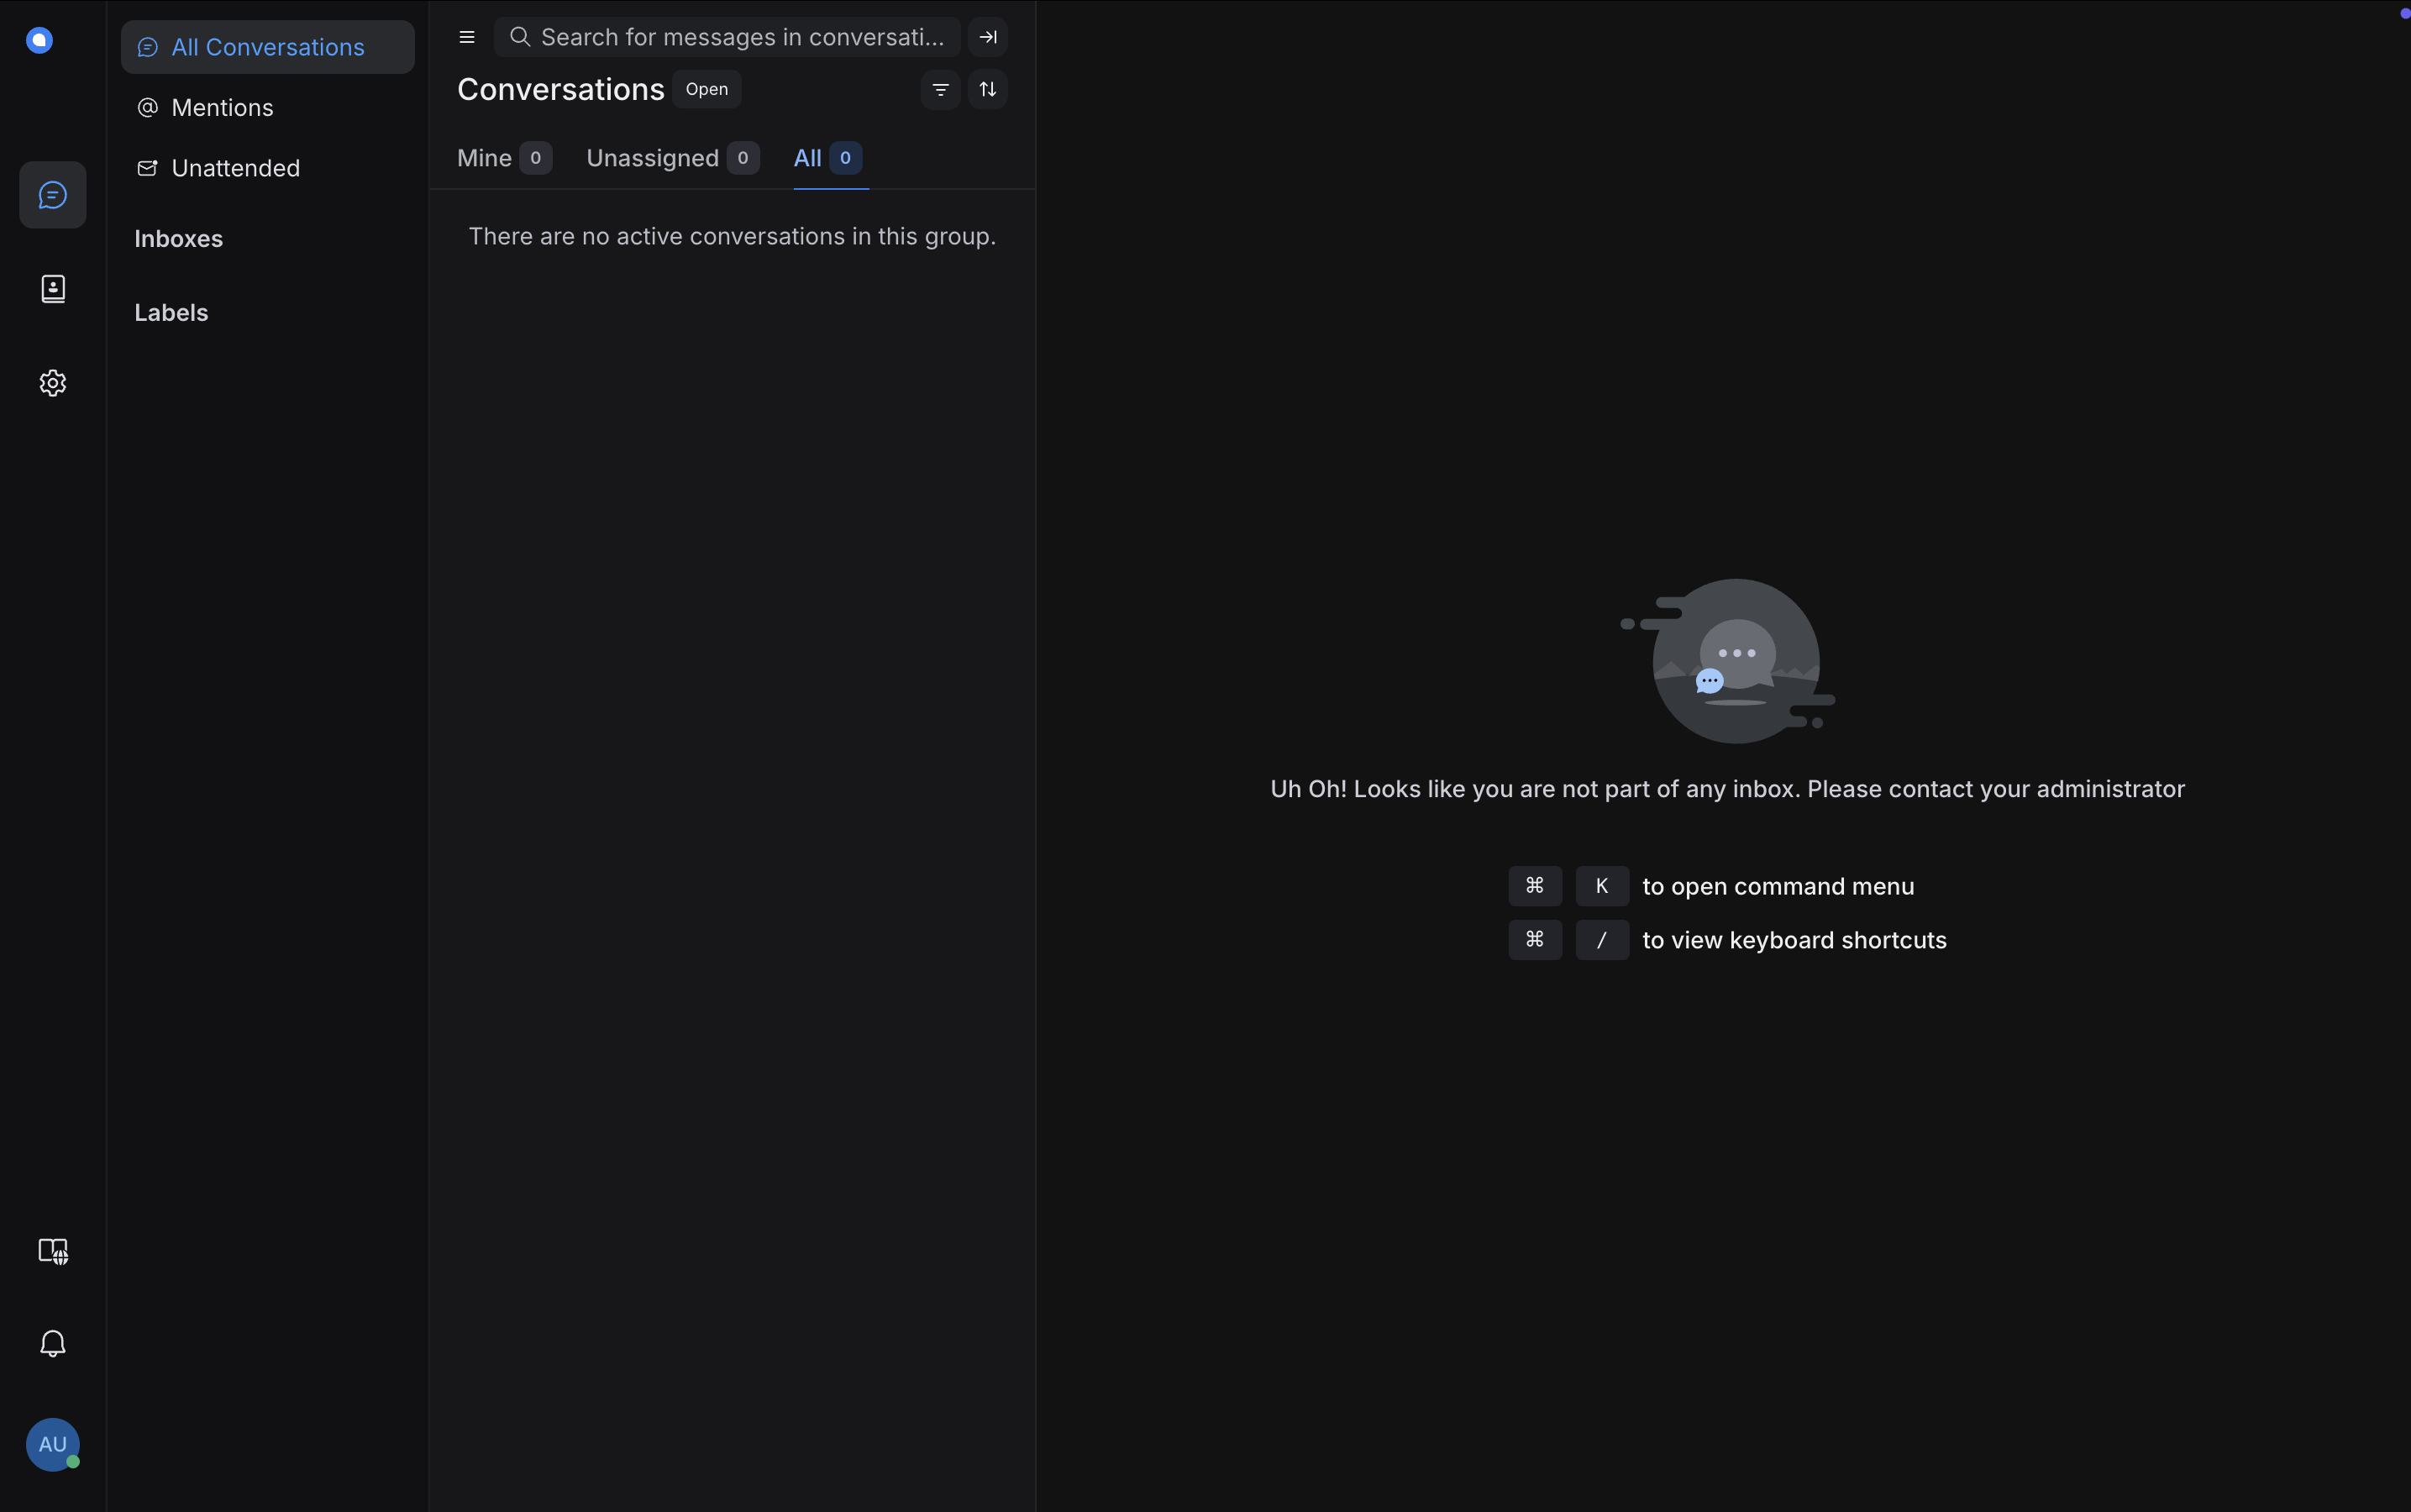 All Conversations
Mentions
Unattended
Inboxes
Labels
Search for messages in conversati...
Conversations Open
Mine 0 Unassigned 0 All 0
There are no active conversations in this group.
Uh Oh! Looks like you are not part of any inbox. Please contact your administrator
⌘ K to open command menu
⌘ / to view keyboard shortcuts
AU